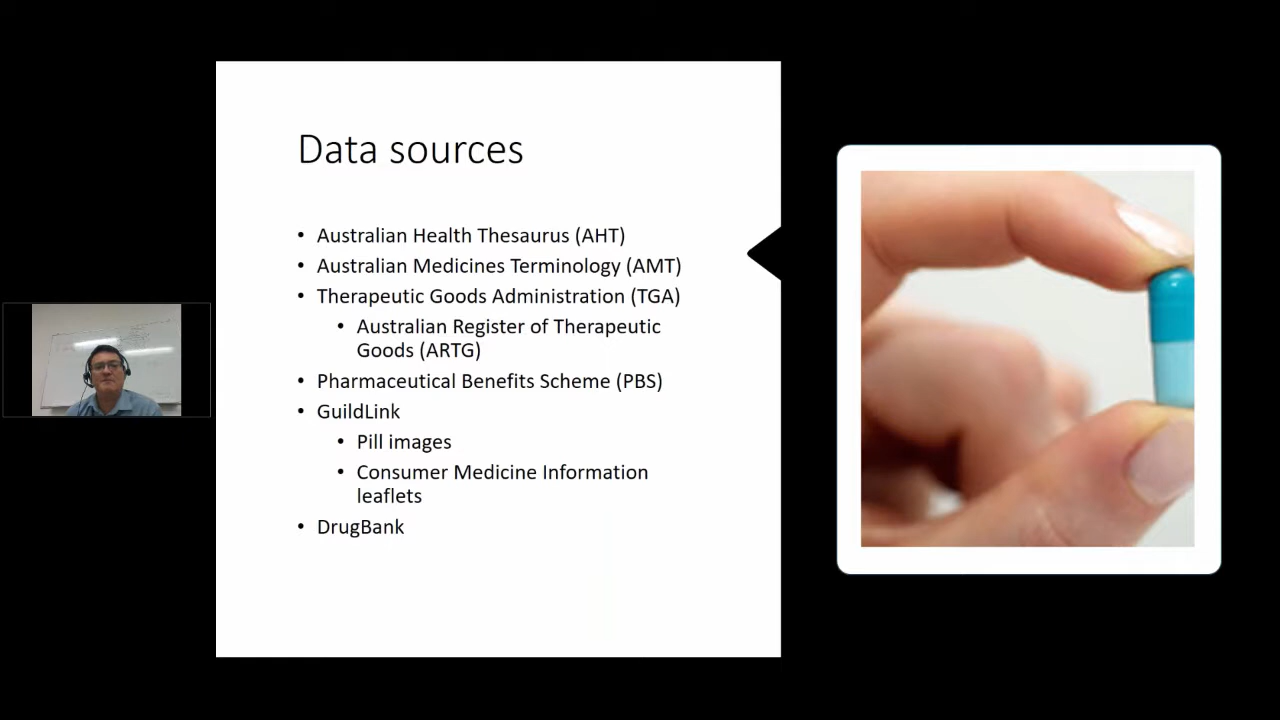 Data sources
• Australian Health Thesaurus (AHT)
• Australian Medicines Terminology (AMT)
• Therapeutic Goods Administration (TGA)
• Australian Register of Therapeutic
Goods (ARTG)
• Pharmaceutical Benefits Scheme (PBS)
• GuildLink
• Pill images
• Consumer Medicine Information
leaflets
• DrugBank